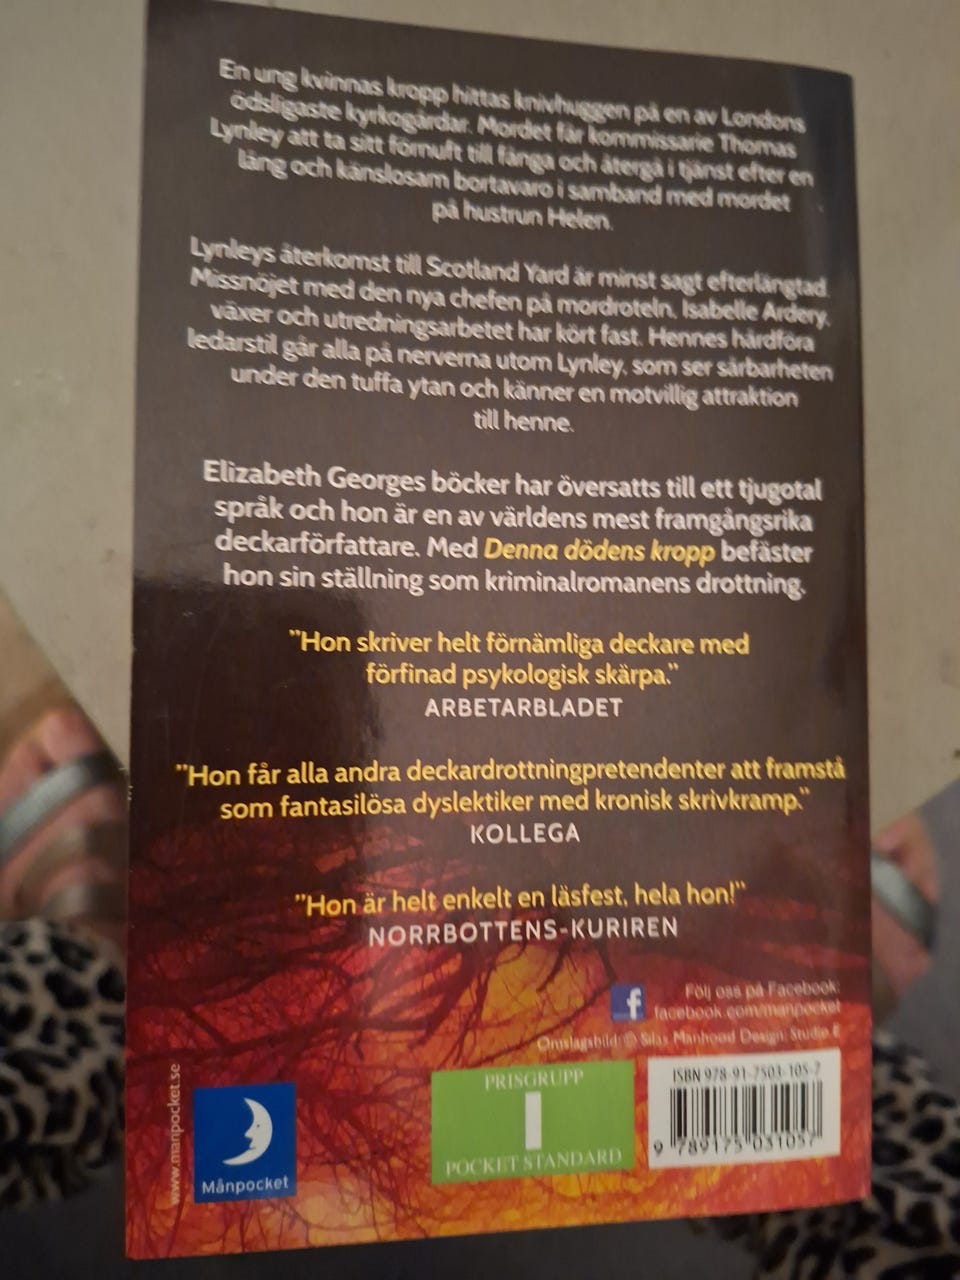 En ung kvinnas kropp hittas knivhuggen på en av Londons
ödsligaste kyrkogårdar. Mordet får kommissarie Thomas
Lynley att ta sitt förnuft till fånga och återgå i tjänst efter en
lång och känslosam bortavaro i samband med mordet
på hustrun Helen.
Lynleys återkomst till Scotland Yard är minst sagt efterlängtad.
Missnöjet med den nya chefen på mordroteln, Isabelle Ardery,
växer och utredningsarbetet har kört fast. Hennes hårdföra
ledarstil går alla på nerverna utom Lynley, som ser sårbarheten
under den tuffa ytan och känner en motvillig attraktion
till henne.
Elizabeth Georges böcker har översatts till ett tjugotal
språk och hon är en av världens mest framgångsrika
deckarförfattare. Med Denna dödens kropp befäster
hon sin ställning som kriminalromanens drottning.
"Hon skriver helt förnämliga deckare med
förfinad psykologisk skärpa."
ARBETARBLADET
"Hon får alla andra deckardrottningpretendenter att framstå
som fantasilösa dyslektiker med kronisk skrivkramp."
KOLLEGA
"Hon är helt enkelt en läsfest, hela hon!"
NORRBOTTENS-KURIREN
f
Följ oss på Facebook:
facebook.com/manpocket
Omslagsbild: © Silas Manhood Design: Studio E
www.manpocket.se
Månpocket
PRISGRUPP
1
POCKET STANDARD
ISBN 978-91-7503-105-7
9 789175 031057